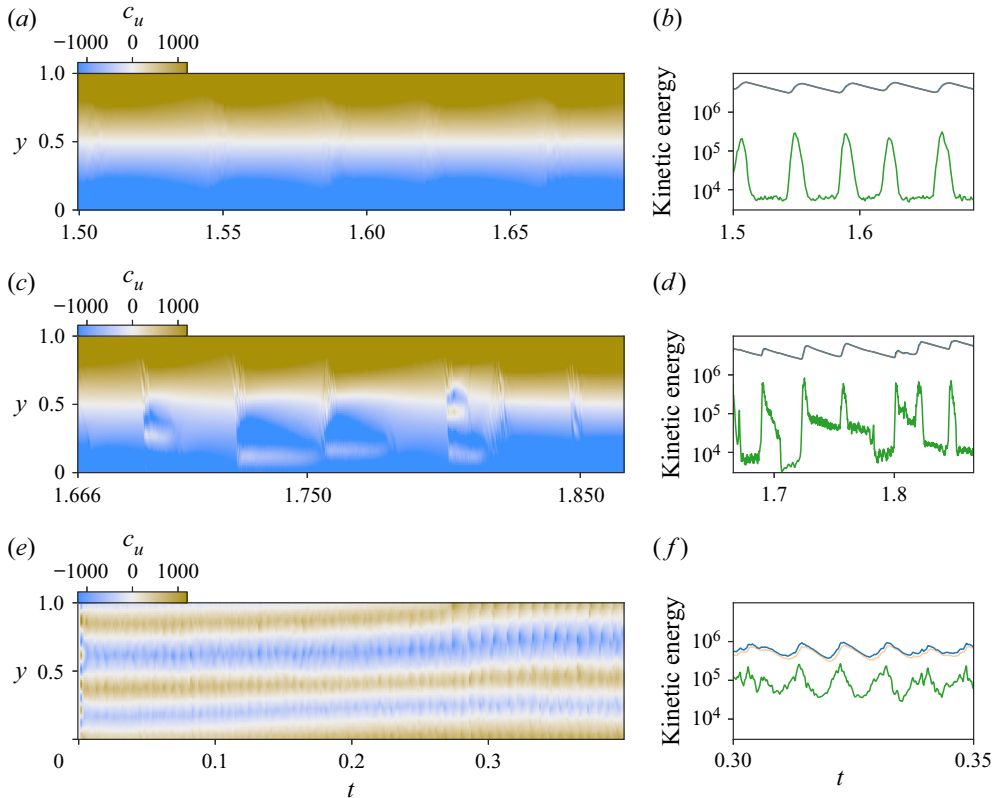 (a)
c_u
−1000 0 1000
1.0
y 0.5
0
1.50 1.55 1.60 1.65
(b)
Kinetic energy
10^6
10^5
10^4
1.5 1.6
(c)
c_u
−1000 0 1000
1.0
y 0.5
0
1.666 1.750 1.850
(d)
Kinetic energy
10^6
10^5
10^4
1.7 1.8
(e)
c_u
−1000 0 1000
1.0
y 0.5
0 0.1 0.2 0.3
t
(f)
Kinetic energy
10^6
10^5
10^4
0.30 0.35
t